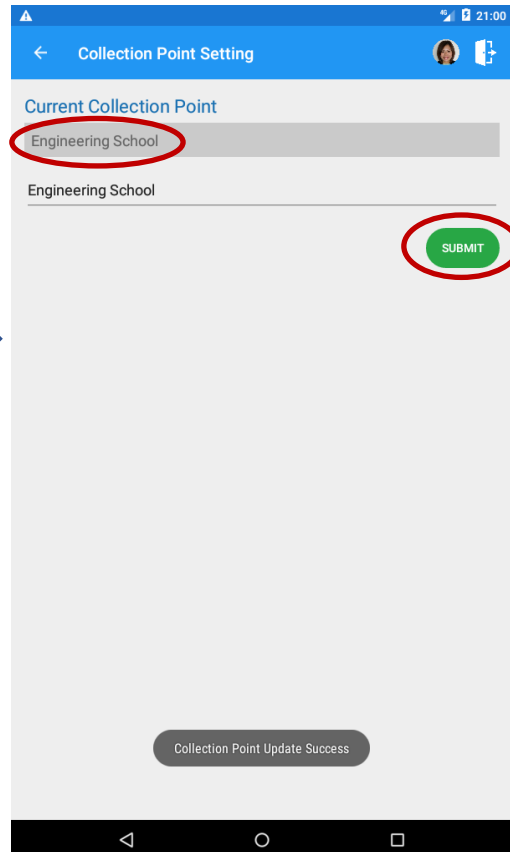 4G 21:00
Collection Point Setting
Current Collection Point
Engineering School
Engineering School
SUBMIT
Collection Point Update Success